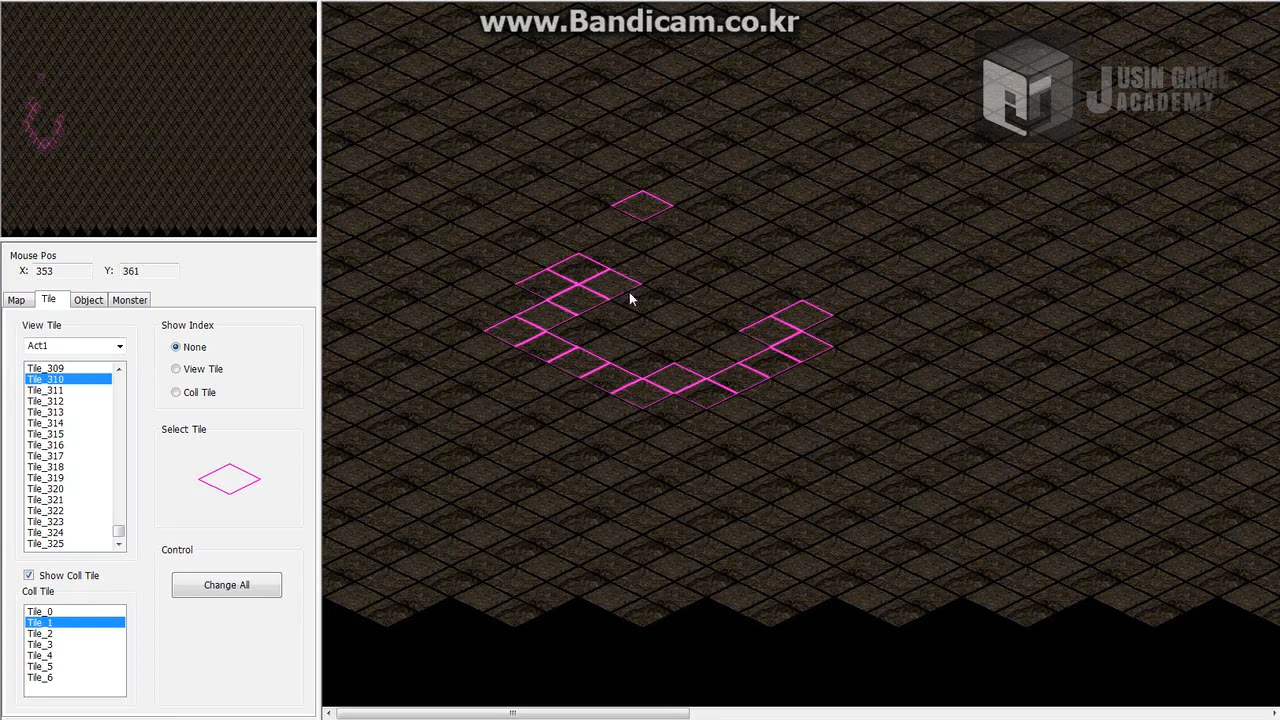 www.Bandicam.co.kr
JUSIN GAME
ACADEMY
Mouse Pos
X: 353 Y: 361
Map Tile Object Monster
View Tile
Act1
Tile_309
Tile_310
Tile_311
Tile_312
Tile_313
Tile_314
Tile_315
Tile_316
Tile_317
Tile_318
Tile_319
Tile_320
Tile_321
Tile_322
Tile_323
Tile_324
Tile_325
Show Index
None
View Tile
Coll Tile
Select Tile
Control
Change All
Show Coll Tile
Coll Tile
Tile_0
Tile_1
Tile_2
Tile_3
Tile_4
Tile_5
Tile_6